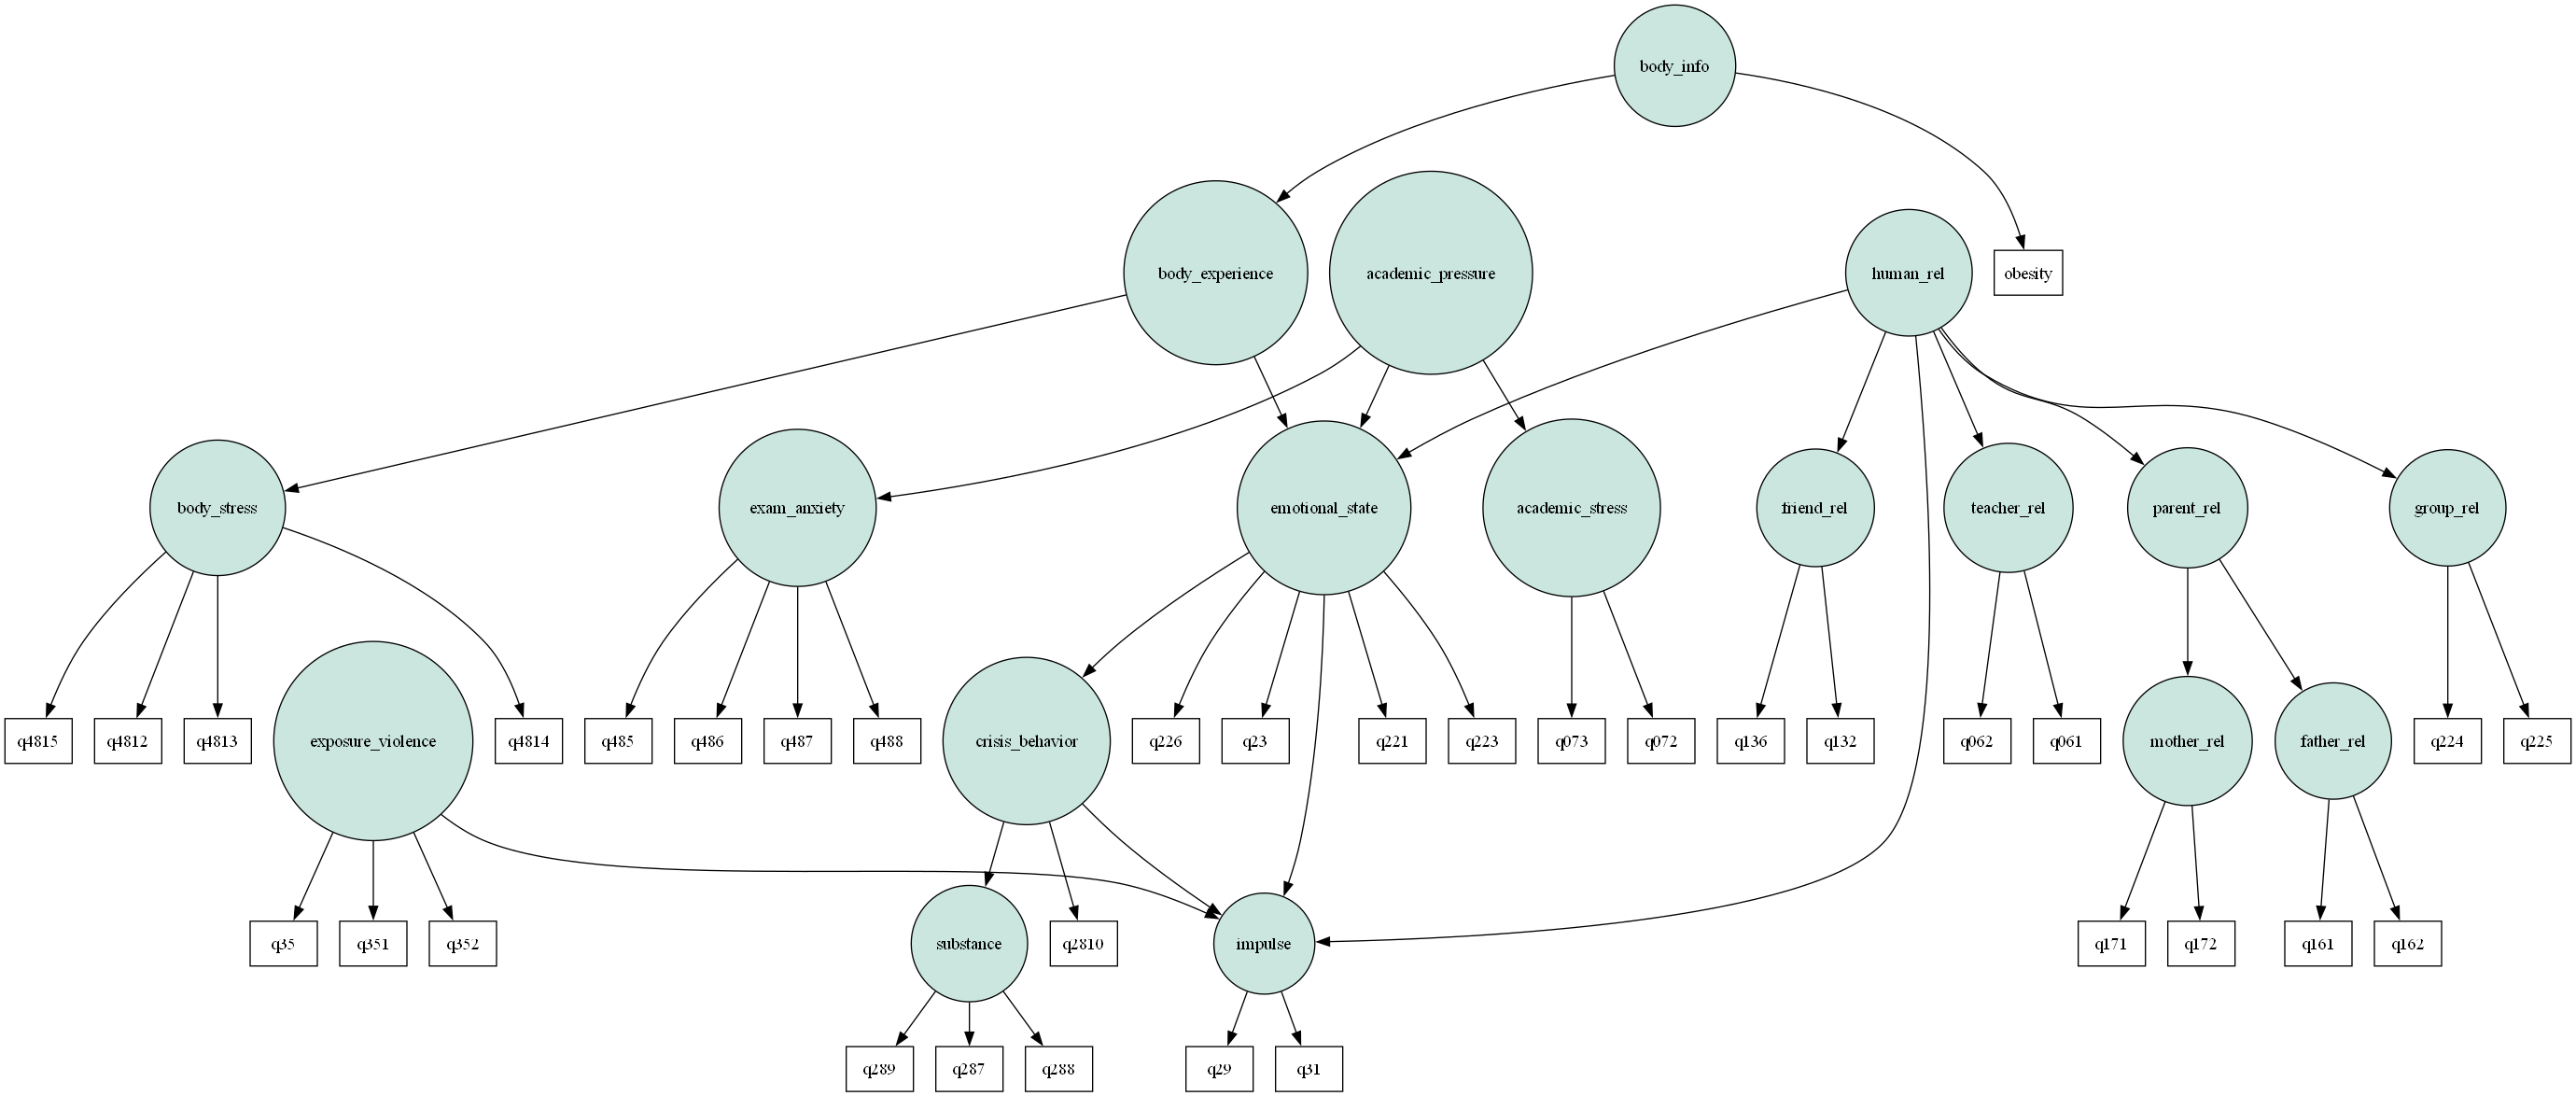 body_info
body_experience
academic_pressure
human_rel
obesity
body_stress
exam_anxiety
emotional_state
academic_stress
friend_rel
teacher_rel
parent_rel
group_rel
q4815
q4812
q4813
exposure_violence
q4814
q485
q486
q487
q488
crisis_behavior
q226
q23
q221
q223
q073
q072
q136
q132
q062
q061
mother_rel
father_rel
q224
q225
q35
q351
q352
substance
q2810
impulse
q171
q172
q161
q162
q289
q287
q288
q29
q31